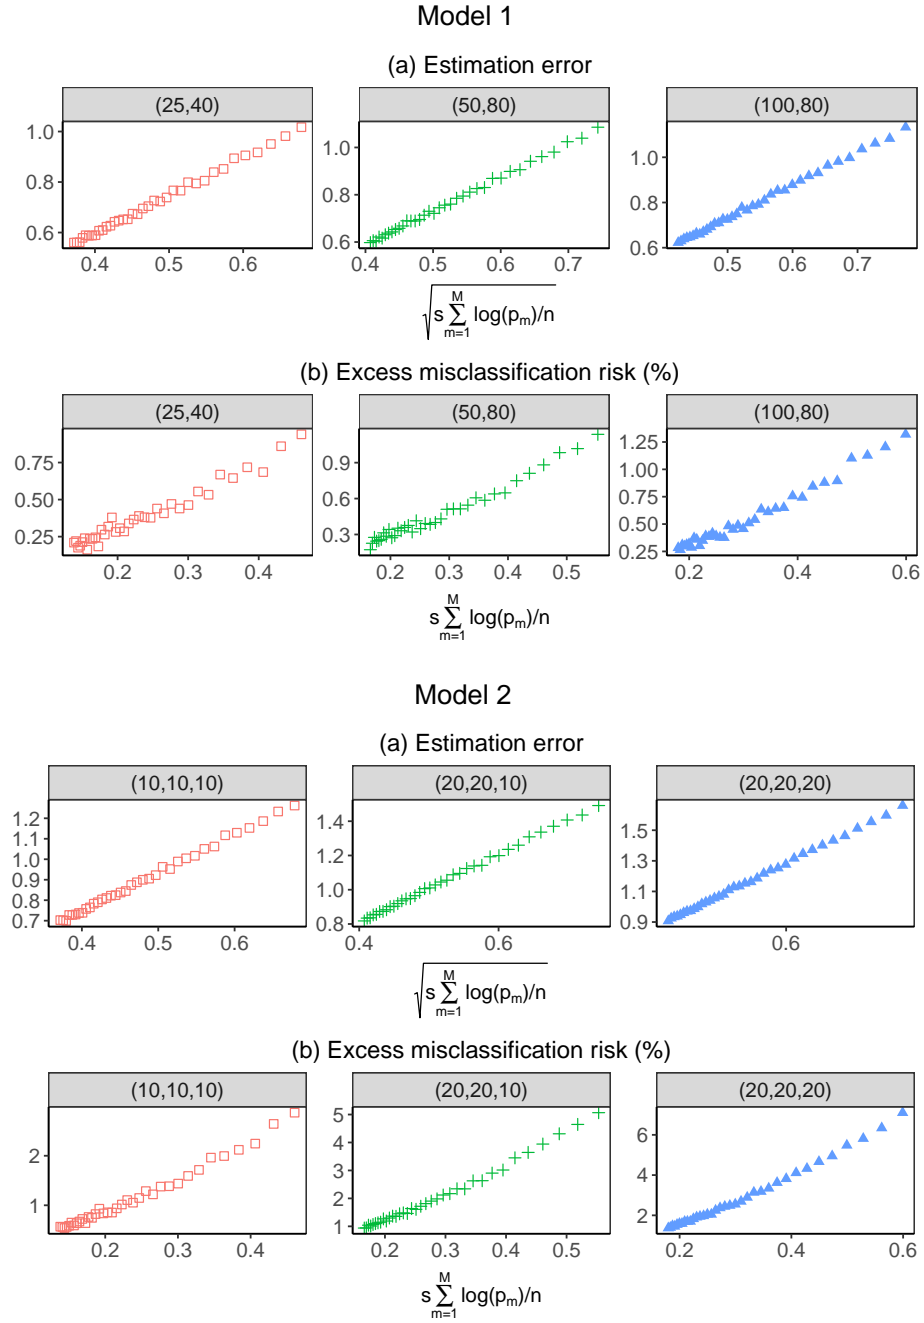 Model 1
(a) Estimation error
(25,40) (50,80) (100,80)
1.0
0.8
0.6
0.4 0.5 0.6
1.0
0.8
0.6
0.4 0.5 0.6 0.7
1.0
0.8
0.6
0.5 0.6 0.7
√(s∑_{m=1}^{M} log(p_m)/n)
(b) Excess misclassification risk (%)
(25,40) (50,80) (100,80)
0.75
0.50
0.25
0.2 0.3 0.4
0.9
0.6
0.3
0.2 0.3 0.4 0.5
1.25
1.00
0.75
0.50
0.25
0.2 0.4 0.6
s∑_{m=1}^{M} log(p_m)/n
Model 2
(a) Estimation error
(10,10,10) (20,20,10) (20,20,20)
1.2
1.1
1.0
0.9
0.8
0.7
0.4 0.5 0.6
1.4
1.2
1.0
0.8
0.4 0.6
1.5
1.3
1.1
0.9
0.6
√(s∑_{m=1}^{M} log(p_m)/n)
(b) Excess misclassification risk (%)
(10,10,10) (20,20,10) (20,20,20)
2
1
0.2 0.3 0.4
5
4
3
2
1
0.2 0.3 0.4 0.5
6
4
2
0.2 0.4 0.6
s∑_{m=1}^{M} log(p_m)/n